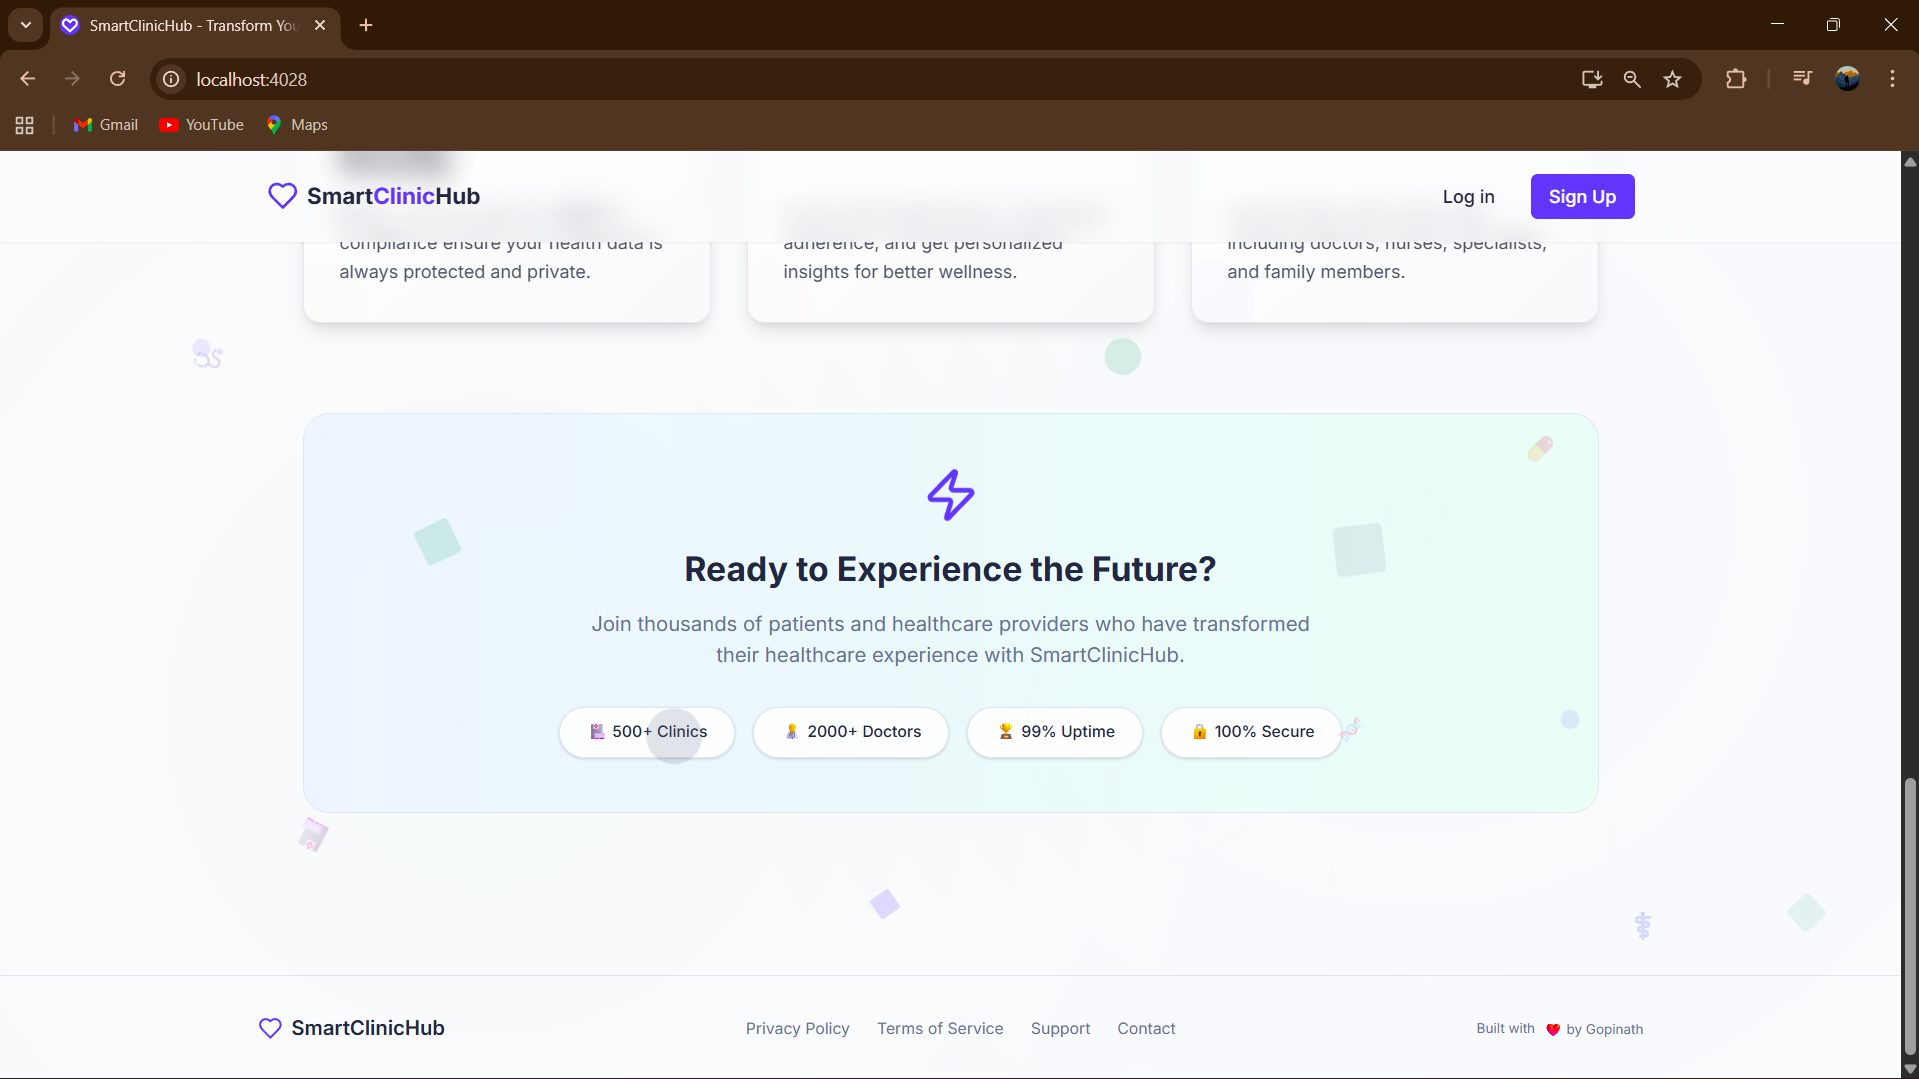 SmartClinicHub - Transform You
localhost:4028
Gmail
YouTube
Maps
SmartClinicHub
Log in
Sign Up
compliance ensure your health data is
always protected and private.
adherence, and get personalized
insights for better wellness.
including doctors, nurses, specialists,
and family members.
Ready to Experience the Future?
Join thousands of patients and healthcare providers who have transformed
their healthcare experience with SmartClinicHub.
500+ Clinics
2000+ Doctors
99% Uptime
100% Secure
SmartClinicHub
Privacy Policy
Terms of Service
Support
Contact
Built with ❤️ by Gopinath